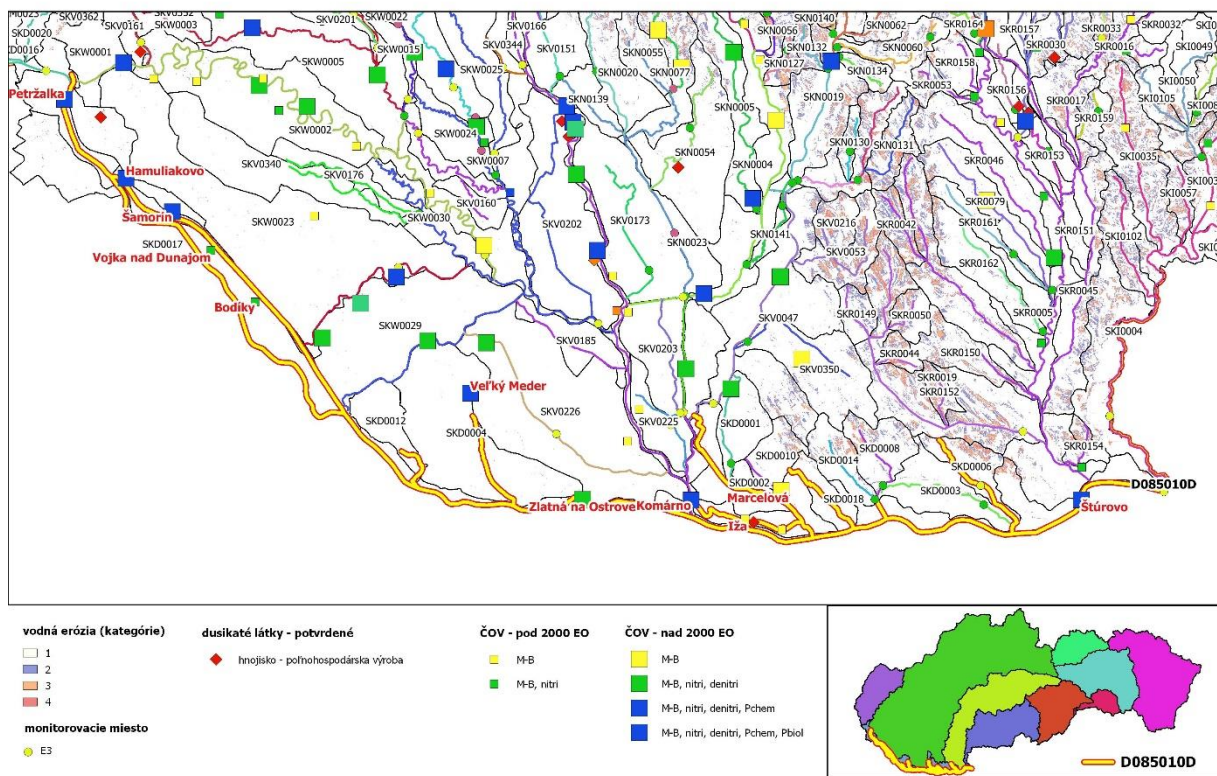 SKD0020
SKV0161
SKW0003
SKV0201
SKW0022
SKV0344
SKV0166
SKV0151
SKN0055
SKN0056
SKN0140
SKN0062
SKR0164
SKR0157
SKR0033
SKR0032
SKD0016
SKW0001
SKW0005
SKW0015
SKW0025
SKN0020
SKN0077
SKN0127
SKN0132
SKN0060
SKN0134
SKR0158
SKR0030
SKR0016
SKI0049
SKI0050
Petržalka
SKN0139
SKN0005
SKN0019
SKR0053
SKR0156
SKR0017
SKI0105
SKW0002
SKW0024
SKR0159
SKV0340
SKW0007
SKN0054
SKN0004
SKN0130
SKN0131
SKR0046
SKR0153
SKI0035
Hamuliakovo
SKV0176
SKV0160
SKI0057
SKR0079
Šamorín
SKW0023
SKW0030
SKV0202
SKV0173
SKN0023
SKN0141
SKV0216
SKR0042
SKR0161
SKR0151
SKI0102
SKD0017
Vojka nad Dunajom
SKV0053
SKR0162
Bodíky
SKR0045
SKR0005
SKR0149
SKR0050
SKV0047
SKI0004
SKW0029
SKV0185
SKV0203
SKR0044
SKR0150
SKV0350
SKR0019
SKR0152
Veľký Meder
SKD0012
SKD0004
SKV0226
SKV0225
SKD0001
SKR0154
SKD0010
SKD0014
SKD0008
SKD0006
SKD0002
SKD0018
SKD0003
D085010D
Zlatná na Ostrove
Komárno
Marcelová
Iža
Štúrovo
vodná erózia (kategórie)
1
2
3
4
monitorovacie miesto
E3
dusikaté látky - potvrdené
hnojisko - poľnohospodárska výroba
ČOV - pod 2000 EO
M-B
M-B, nitri
ČOV - nad 2000 EO
M-B
M-B, nitri, denitri
M-B, nitri, denitri, Pchem
M-B, nitri, denitri, Pchem, Pbiol
D085010D